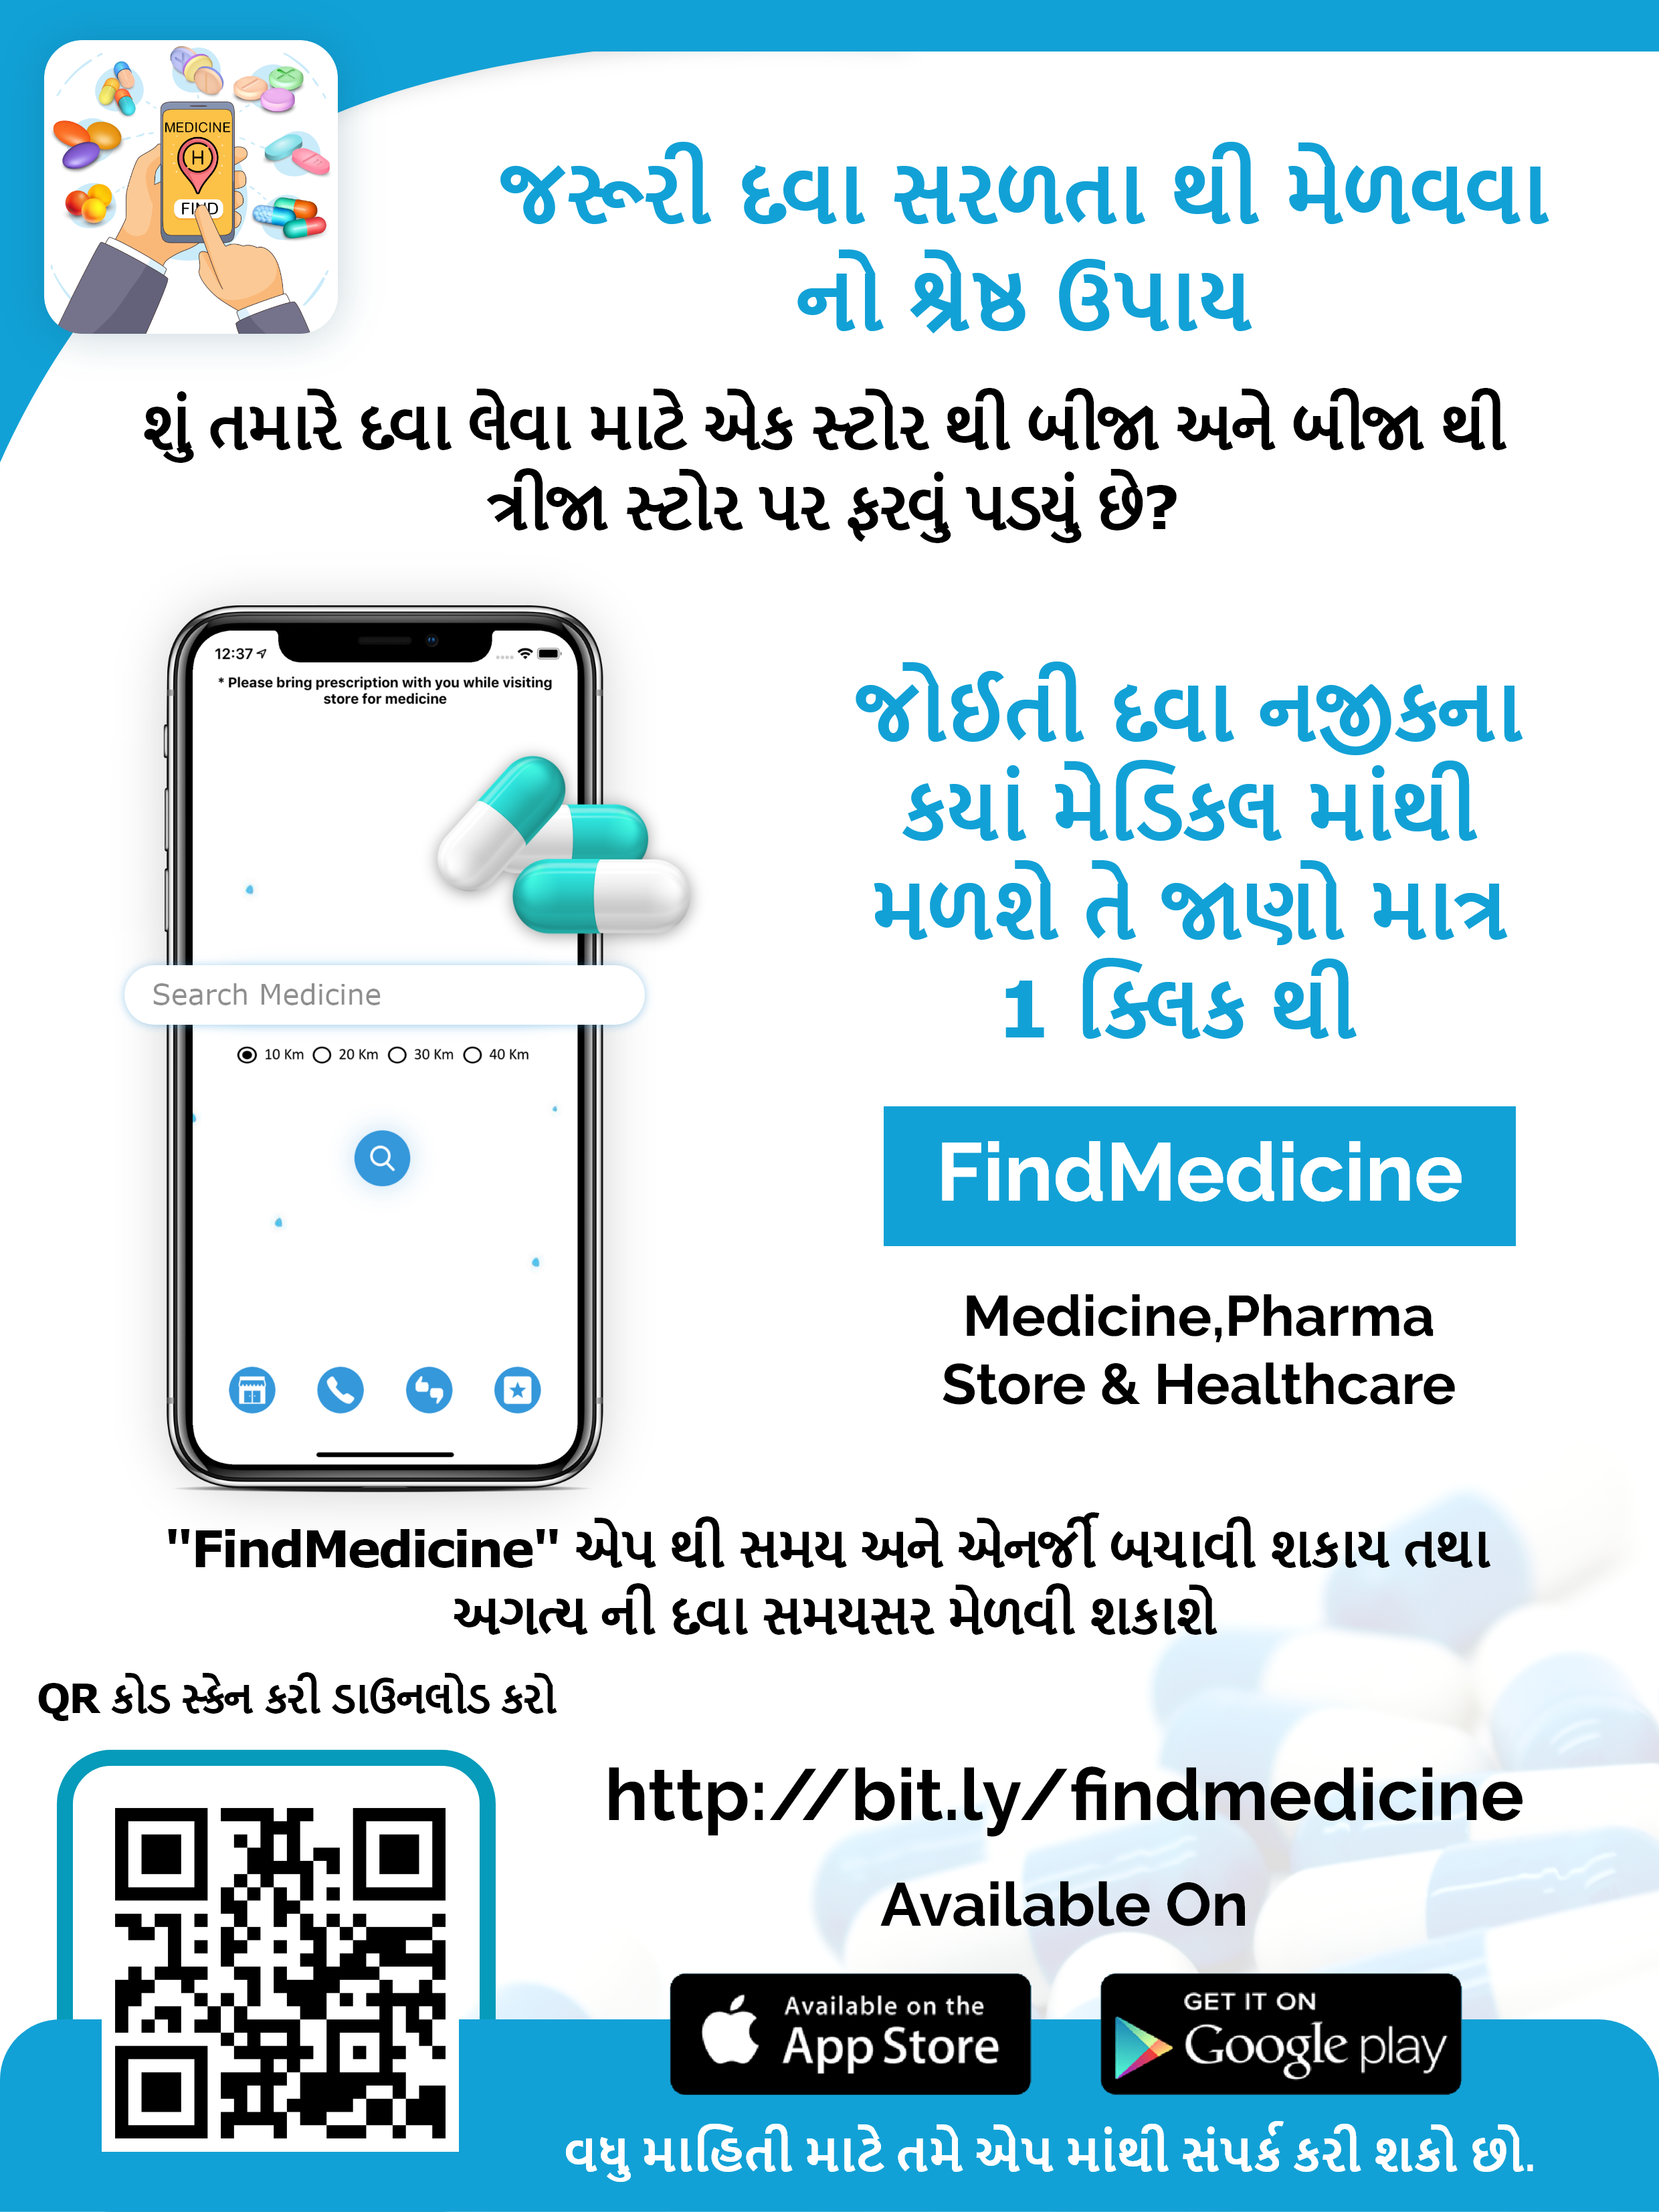 MEDICINE
H
FIND
જરૂરી દવા સરળતા થી મેળવવા
નો શ્રેષ્ઠ ઉપાય
શું તમારે દવા લેવા માટે એક સ્ટોર થી બીજા અને બીજા થી
ત્રીજા સ્ટોર પર ફરવું પડયું છે?
12:37
* Please bring prescription with you while visiting
store for medicine
Search Medicine
10 Km 20 Km 30 Km 40 Km
જોઈતી દવા નજીકના
કયાં મેડિકલ માંથી
મળશે તે જાણો માત્ર
1 ક્લિક થી
FindMedicine
Medicine,Pharma
Store & Healthcare
"FindMedicine" એપ થી સમય અને એનર્જી બચાવી શકાય તથા
અગત્ય ની દવા સમયસર મેળવી શકાશે
QR કોડ સ્કેન કરી ડાઉનલોડ કરો
http://bit.ly/findmedicine
Available On
Available on the
App Store
GET IT ON
Google play
વધુ માહિતી માટે તમે એપ માંથી સંપર્ક કરી શકો છો.